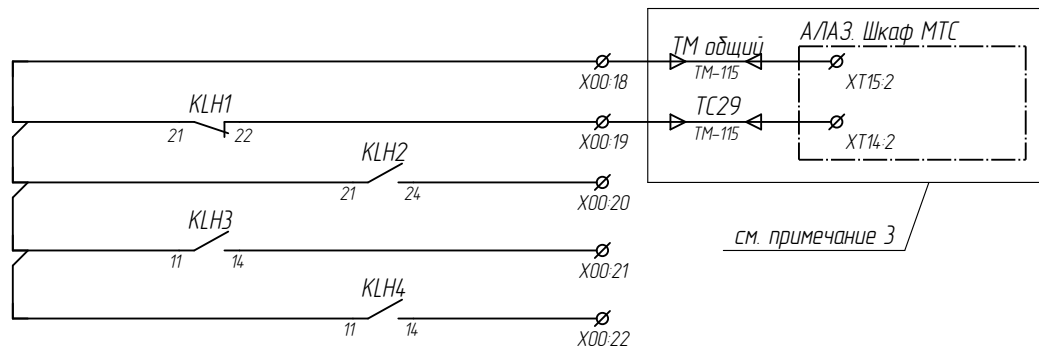 АЛАЗ. Шкаф МТС
ТМ общий
ТМ-115
X00:18
XT15:2
KLH1
21 22
X00:19
ТС29
ТМ-115
XT14:2
KLH2
21 24
X00:20
см. примечание 3
KLH3
11 14
X00:21
KLH4
11 14
X00:22